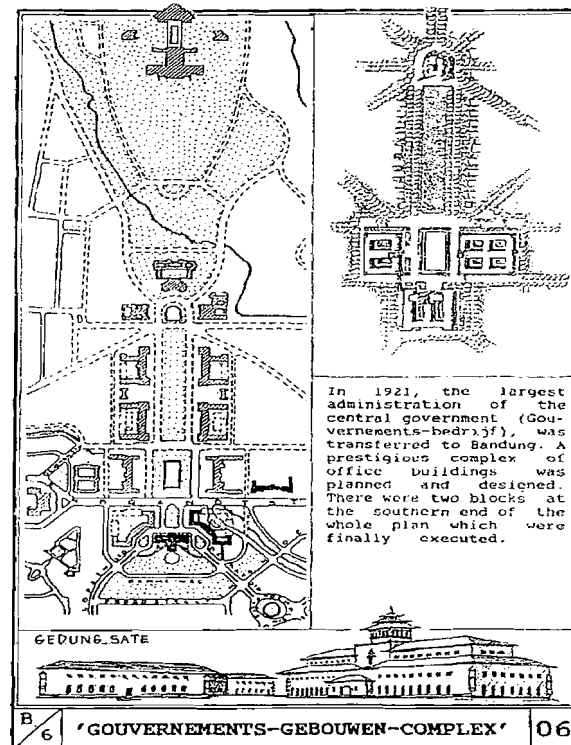 In 1921, the largest
administration of the
central government (Gou-
vernements-bedrijf), was
transferred to Bandung. A
prestigious complex of
office buildings was
planned and designed.
There were two blocks at
the southern end of the
whole plan which were
finally executed.
GEDUNG SATE
B/6 'GOUVERNEMENTS-GEBOUWEN-COMPLEX' 06